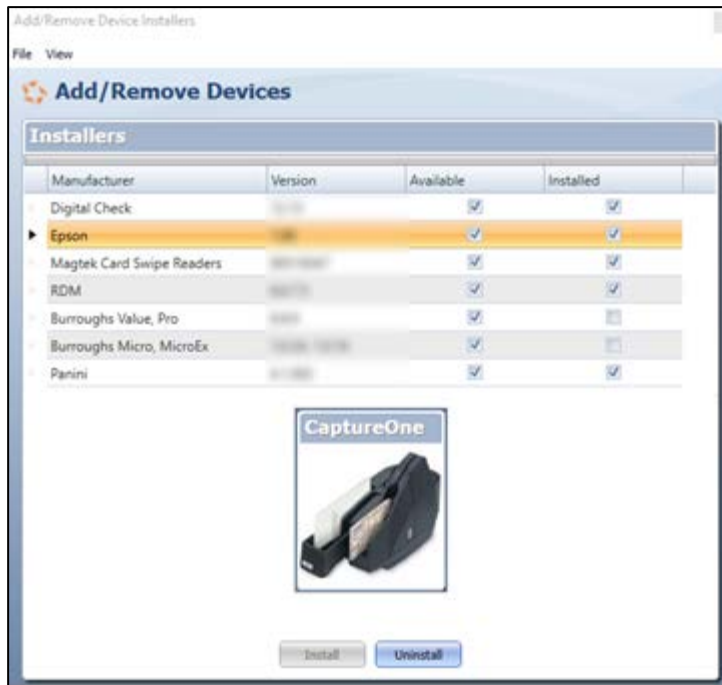 Add/Remove Device Installers
File View
Add/Remove Devices
Installers
Manufacturer Version Available Installed
Digital Check
Epson
Magtek Card Swipe Readers
RDM
Burroughs Value, Pro
Burroughs Micro, MicroEx
Panini
CaptureOne
Install Uninstall